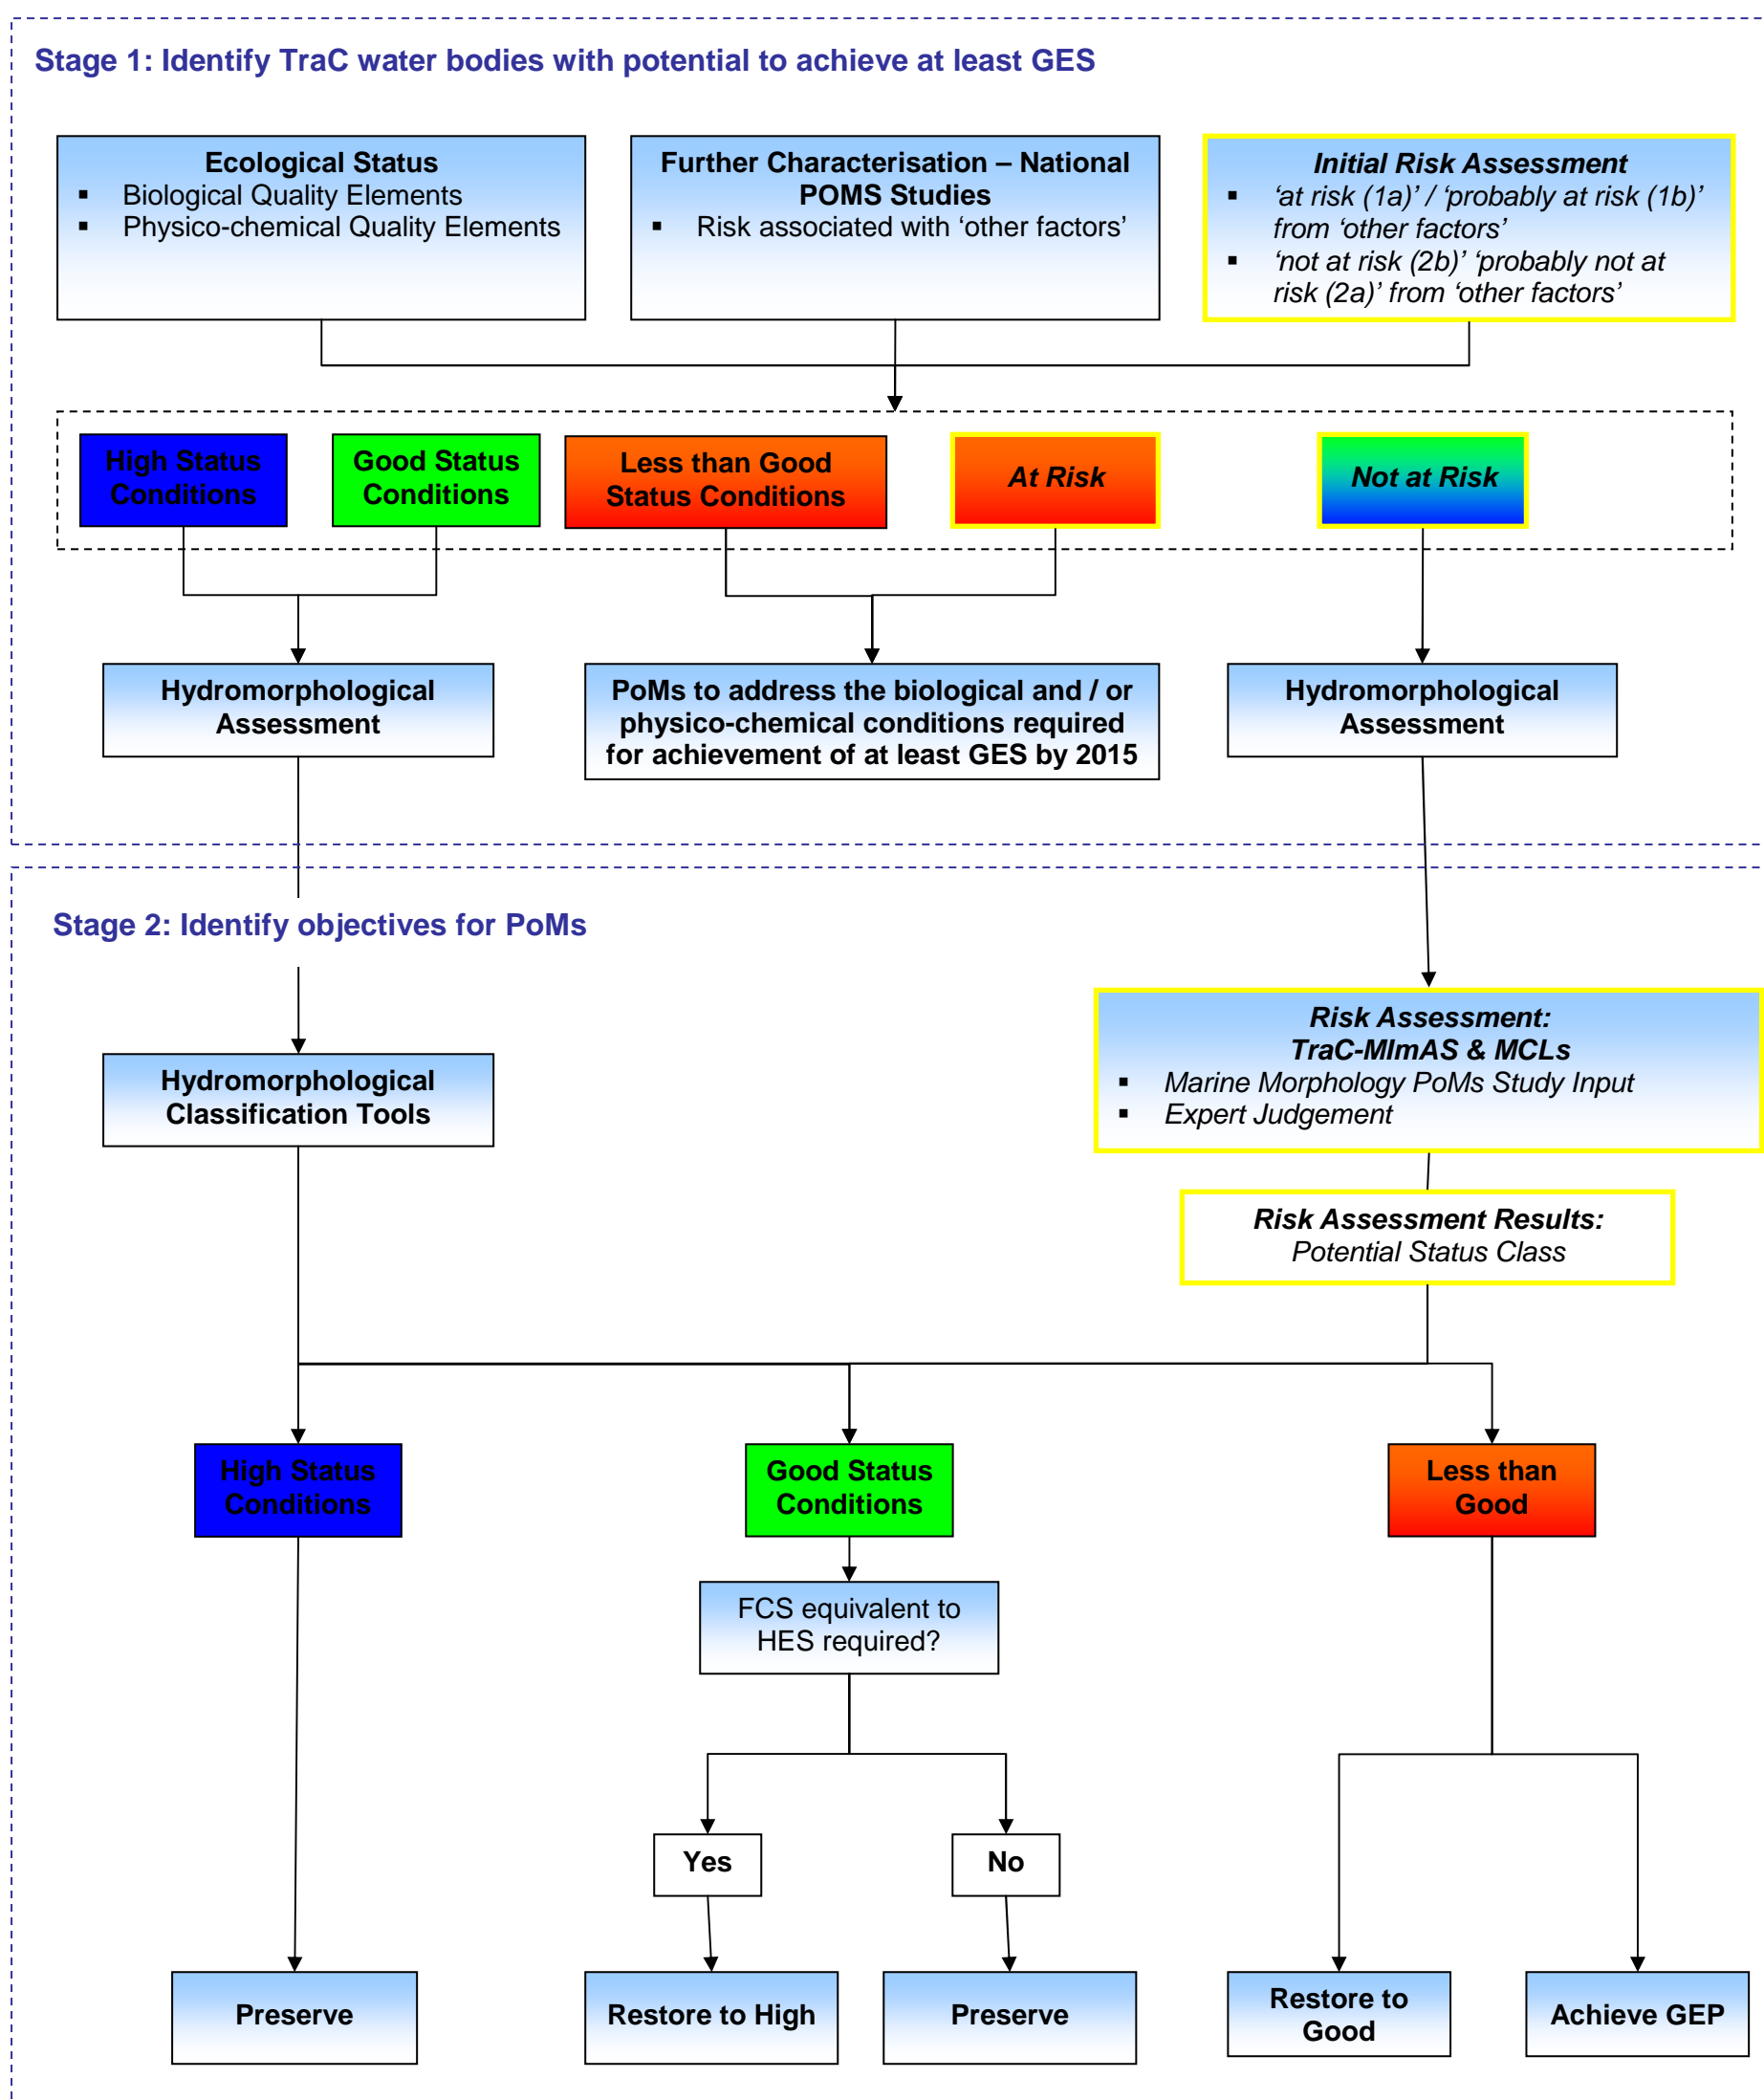 Stage 1: Identify TraC water bodies with potential to achieve at least GES
Ecological Status
▪ Biological Quality Elements
▪ Physico-chemical Quality Elements
Further Characterisation – National
POMS Studies
▪ Risk associated with ‘other factors’
Initial Risk Assessment
▪ ‘at risk (1a)’ / ‘probably at risk (1b)’
from ‘other factors’
▪ ‘not at risk (2b)’ ‘probably not at
risk (2a)’ from ‘other factors’
High Status
Conditions
Good Status
Conditions
Less than Good
Status Conditions
At Risk
Not at Risk
Hydromorphological
Assessment
PoMs to address the biological and / or
physico-chemical conditions required
for achievement of at least GES by 2015
Hydromorphological
Assessment
Stage 2: Identify objectives for PoMs
Hydromorphological
Classification Tools
Risk Assessment:
TraC-MImAS & MCLs
▪ Marine Morphology PoMs Study Input
▪ Expert Judgement
Risk Assessment Results:
Potential Status Class
High Status
Conditions
Good Status
Conditions
Less than
Good
FCS equivalent to
HES required?
Yes
No
Preserve
Restore to High
Preserve
Restore to
Good
Achieve GEP